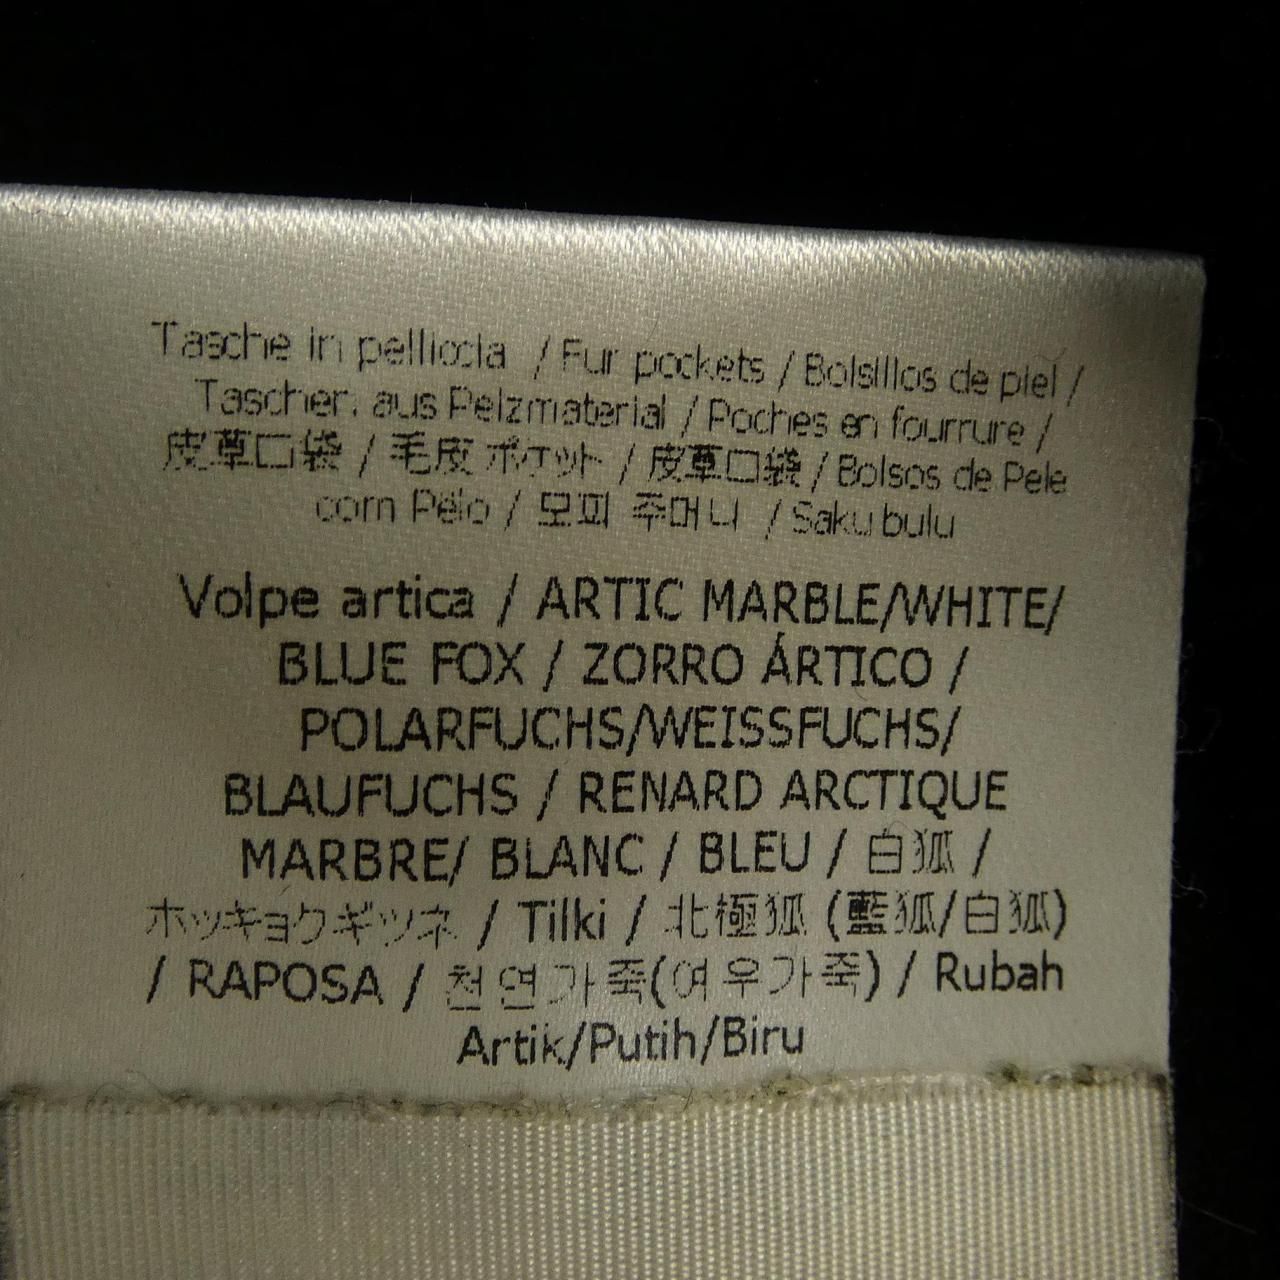 Tasche in pelliccia / Fur pockets / Bolsillos de piel /
Taschen aus Pelzmaterial / Poches en fourrure /
皮草口袋 / 毛皮 ポケット / 皮草口袋 / Bolsos de Pele
com Pêlo / 모피 주머니 / Saku bulu
Volpe artica / ARTIC MARBLE/WHITE/
BLUE FOX / ZORRO ÁRTICO /
POLARFUCHS/WEISSFUCHS/
BLAUFUCHS / RENARD ARCTIQUE
MARBRE/ BLANC / BLEU / 白狐 /
ホッキョクギツネ / Tilki / 北極狐 (藍狐/白狐)
/ RAPOSA / 천연가죽(여우가죽) / Rubah
Artik/Putih/Biru